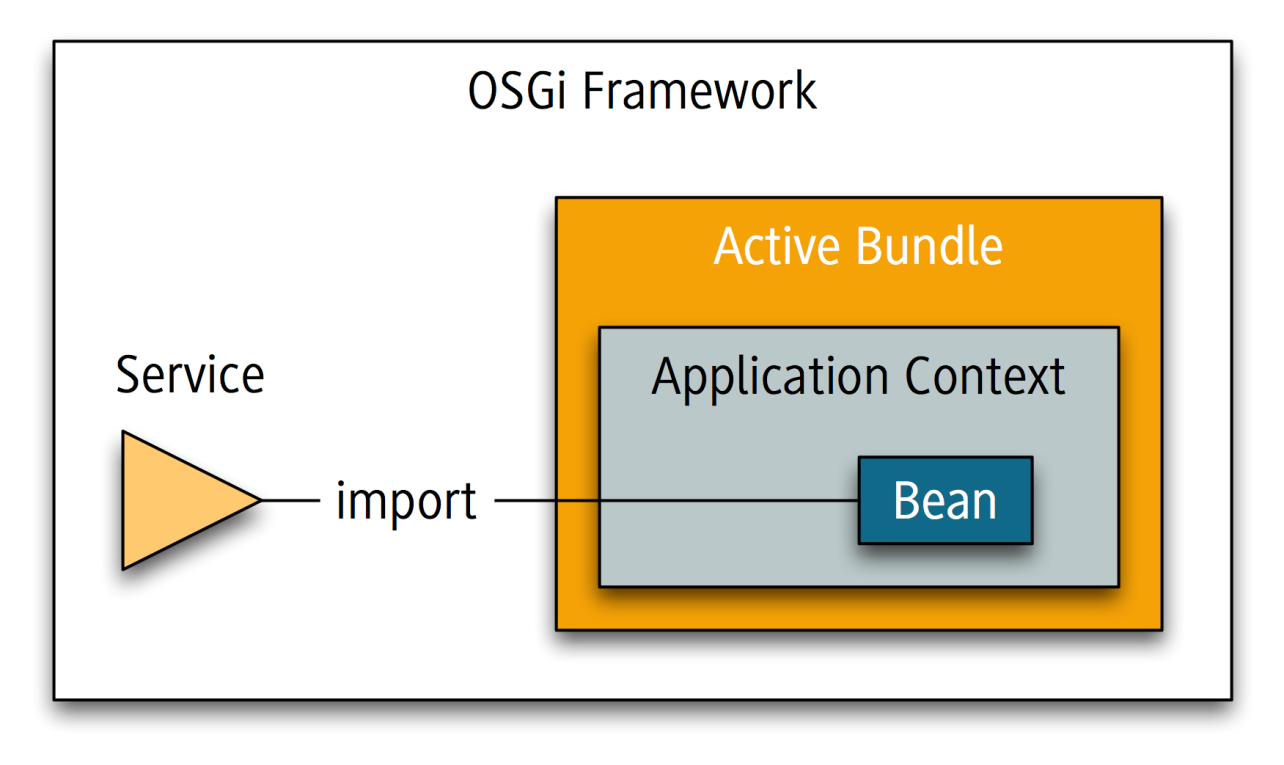 OSGi Framework
Active Bundle
Application Context
Service
import
Bean